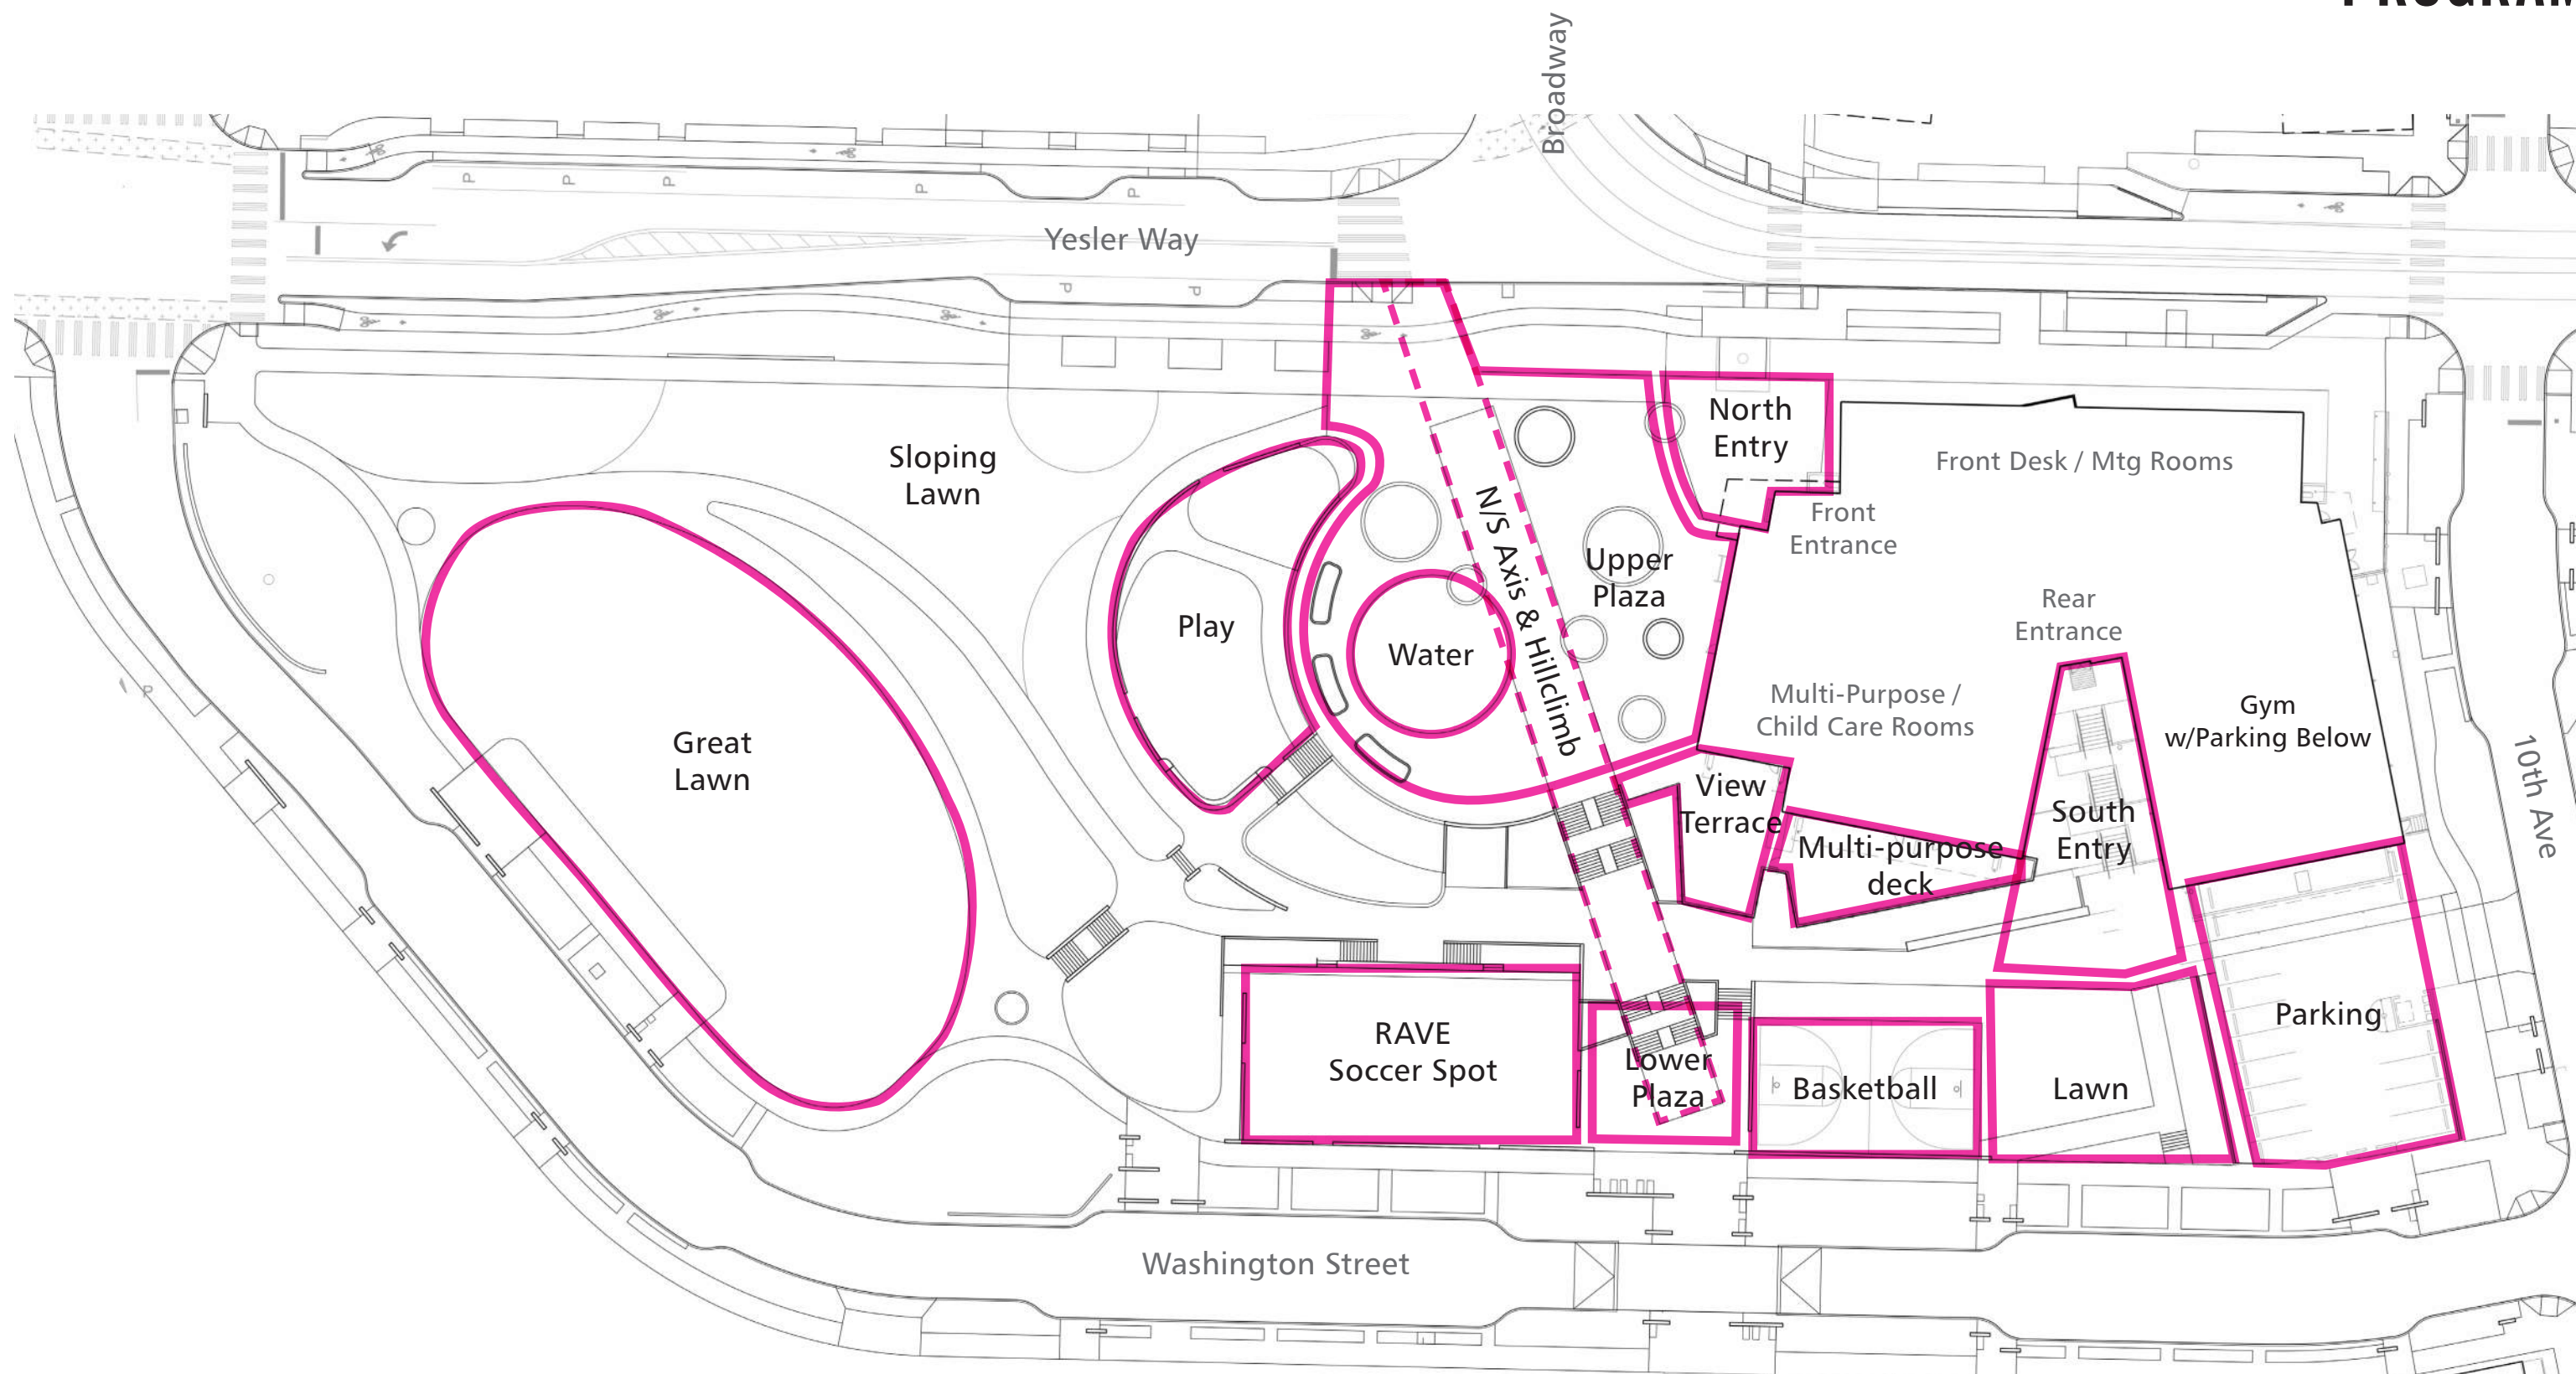 Broadway
Yesler Way
P
P
P
P
P
P
P
P
North
Entry
Sloping
Lawn
Front Desk / Mtg Rooms
Front
Entrance
N/S Axis & Hillclimb
Upper
Plaza
Rear
Entrance
Play
Water
Multi-Purpose /
Child Care Rooms
Gym
w/Parking Below
Great
Lawn
View
Terrace
South
Entry
10th Ave
Multi-purpose
deck
Parking
RAVE
Soccer Spot
Lower
Plaza
Basketball
Lawn
Washington Street